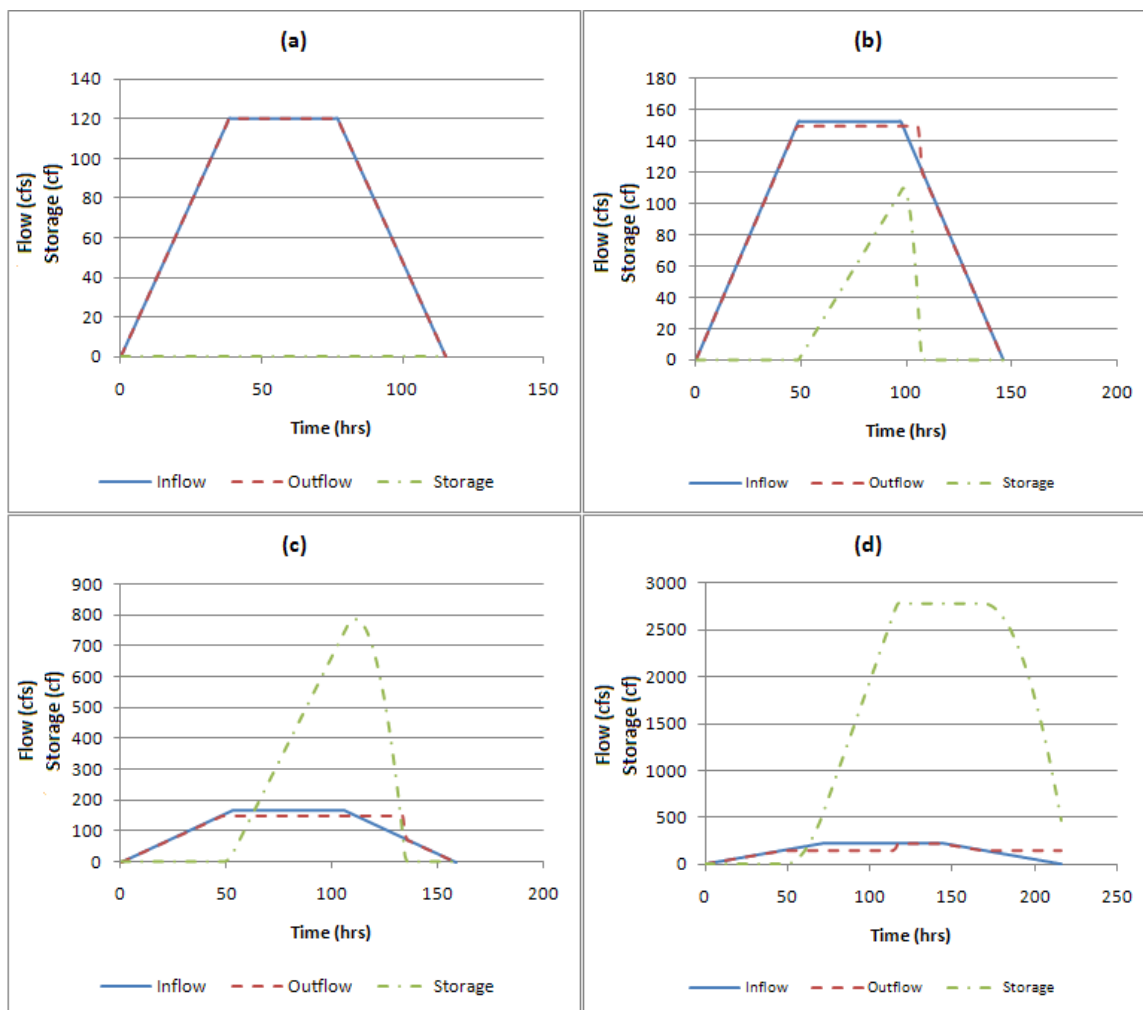 (a)
140
120
100
80
60
40
20
0
Flow (cfs)
Storage (cf)
0 50 100 150
Time (hrs)
Inflow Outflow Storage
(b)
180
160
140
120
100
80
60
40
20
0
Flow (cfs)
Storage (cf)
0 50 100 150 200
Time (hrs)
Inflow Outflow Storage
(c)
900
800
700
600
500
400
300
200
100
0
Flow (cfs)
Storage (cf)
0 50 100 150 200
Time (hrs)
Inflow Outflow Storage
(d)
3000
2500
2000
1500
1000
500
0
Flow (cfs)
Storage (cf)
0 50 100 150 200 250
Time (hrs)
Inflow Outflow Storage